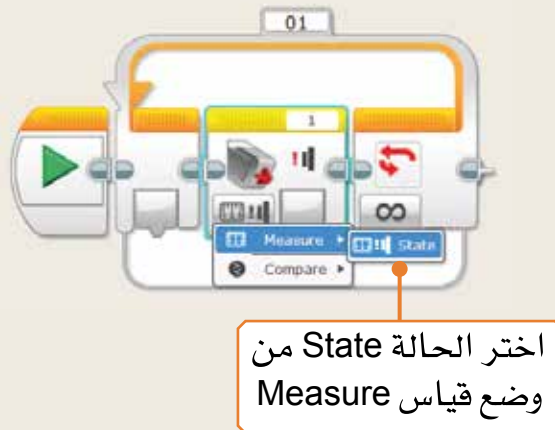 01
1
Measure
State
Compare
اختر الحالة State من
وضع قياس Measure